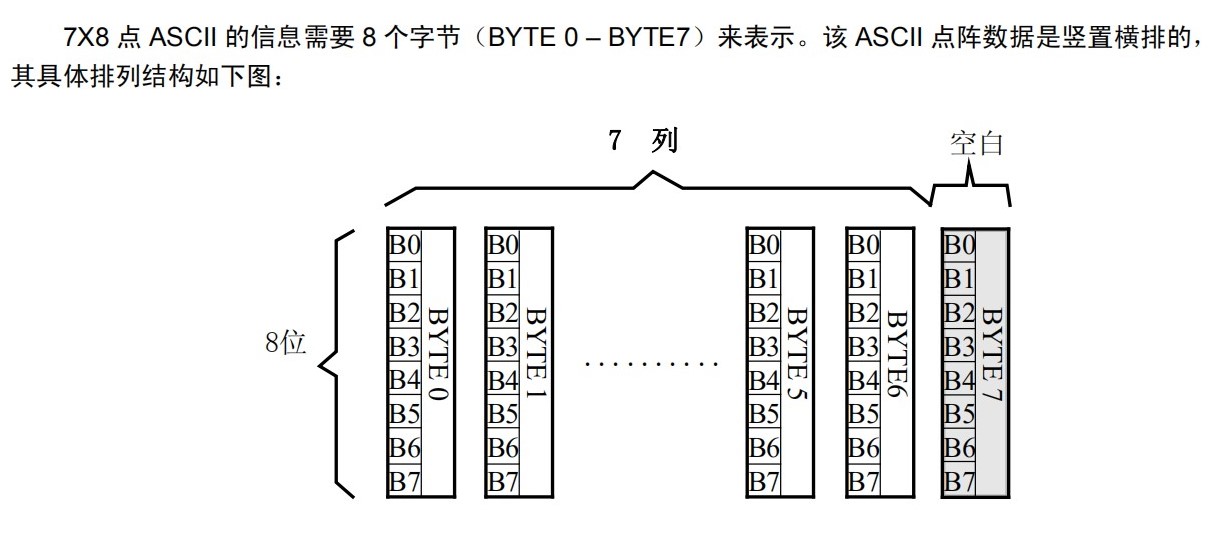 7X8 点 ASCII 的信息需要 8 个字节（BYTE 0 – BYTE7）来表示。该 ASCII 点阵数据是竖置横排的，
其具体排列结构如下图：
7 列
空白
8位
B0 B0 B0 B0 B0
B1 B1 B1 B1 B1
B2 B2 B2 B2 B2
B3 B3 B3 B3 B3
B4 B4 B4 B4 B4
B5 B5 B5 B5 B5
B6 B6 B6 B6 B6
B7 B7 B7 B7 B7
BYTE 0
BYTE 1
..........
BYTE 5
BYTE6
BYTE 7